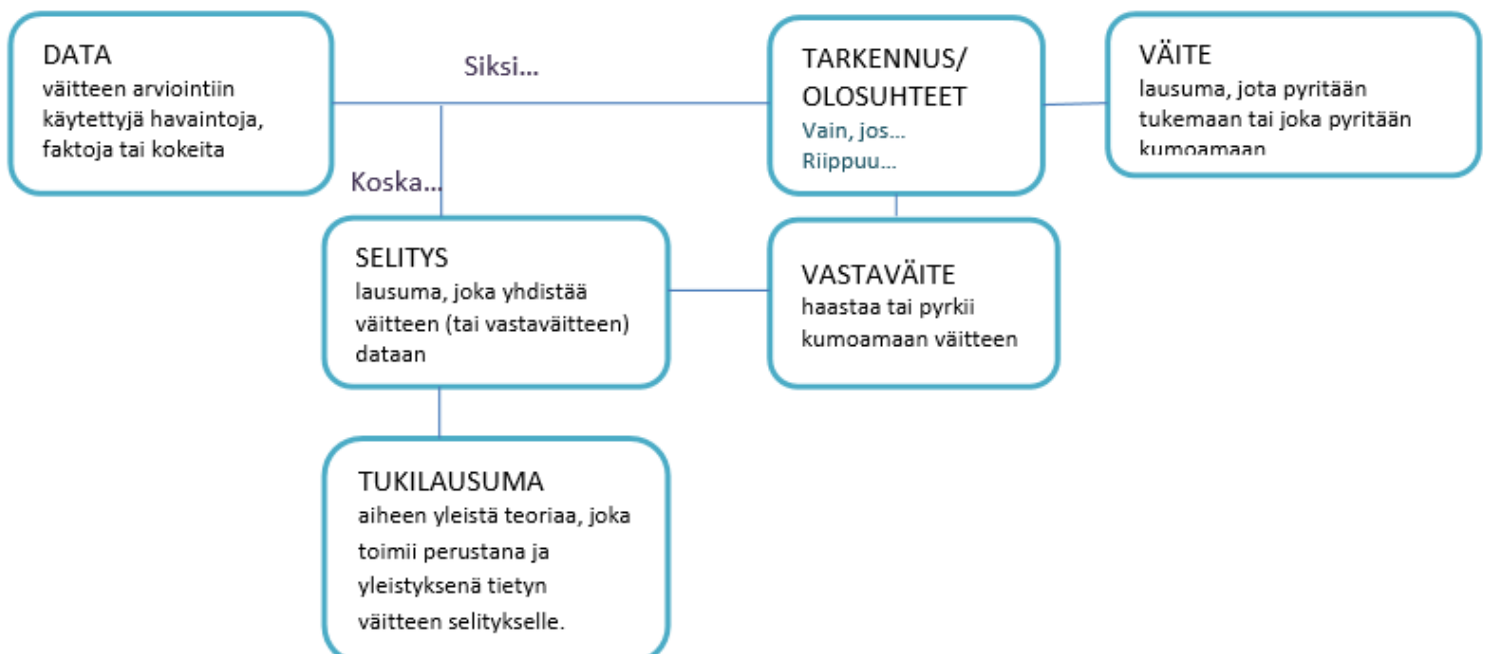 DATA
väitteen arviointiin
käytettyjä havaintoja,
faktoja tai kokeita
Siksi...
Koska...
TARKENNUS/
OLOSUHTEET
Vain, jos...
Riippuu...
VÄITE
lausuma, jota pyritään
tukemaan tai joka pyritään
kumoamaan
SELITYS
lausuma, joka yhdistää
väitteen (tai vastaväitteen)
dataan
VASTAVÄITE
haastaa tai pyrkii
kumoamaan väitteen
TUKILAUSUMA
aiheen yleistä teoriaa, joka
toimii perustana ja
yleistyksenä tietyn
väitteen selitykselle.